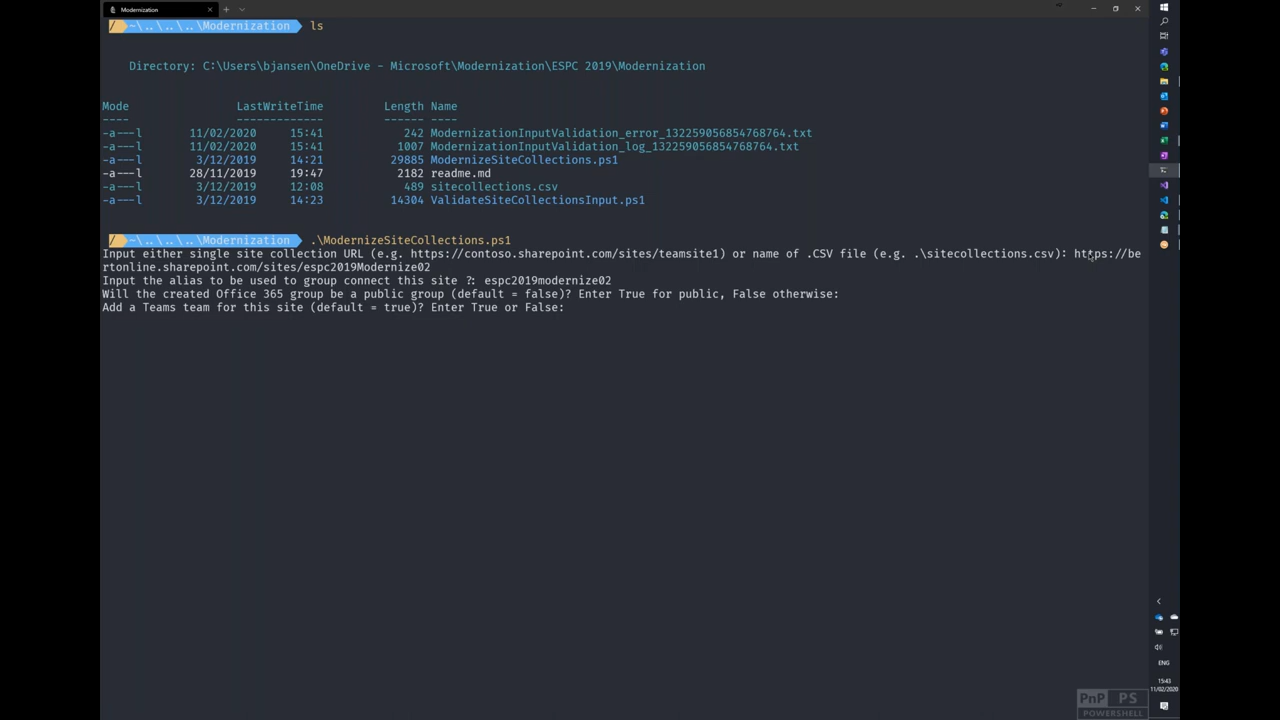 Modernization
/ ~\..\..\..\Modernization ls
Directory: C:\Users\bjansen\OneDrive - Microsoft\Modernization\ESPC 2019\Modernization
Mode LastWriteTime Length Name
---- ------------- ------ ----
-a---l 11/02/2020 15:41 242 ModernizationInputValidation_error_132259056854768764.txt
-a---l 11/02/2020 15:41 1007 ModernizationInputValidation_log_132259056854768764.txt
-a---l 3/12/2019 14:21 29885 ModernizeSiteCollections.ps1
-a---l 28/11/2019 19:47 2182 readme.md
-a---l 3/12/2019 12:08 489 sitecollections.csv
-a---l 3/12/2019 14:23 14304 ValidateSiteCollectionsInput.ps1
/ ~\..\..\..\Modernization .\ModernizeSiteCollections.ps1
Input either single site collection URL (e.g. https://contoso.sharepoint.com/sites/teamsite1) or name of .CSV file (e.g. .\sitecollections.csv): https://be
rtonline.sharepoint.com/sites/espc2019Modernize02
Input the alias to be used to group connect this site ?: espc2019modernize02
Will the created Office 365 group be a public group (default = false)? Enter True for public, False otherwise:
Add a Teams team for this site (default = true)? Enter True or False:
ENG
15:43
11/02/2020
PnP PS
POWERSHELL